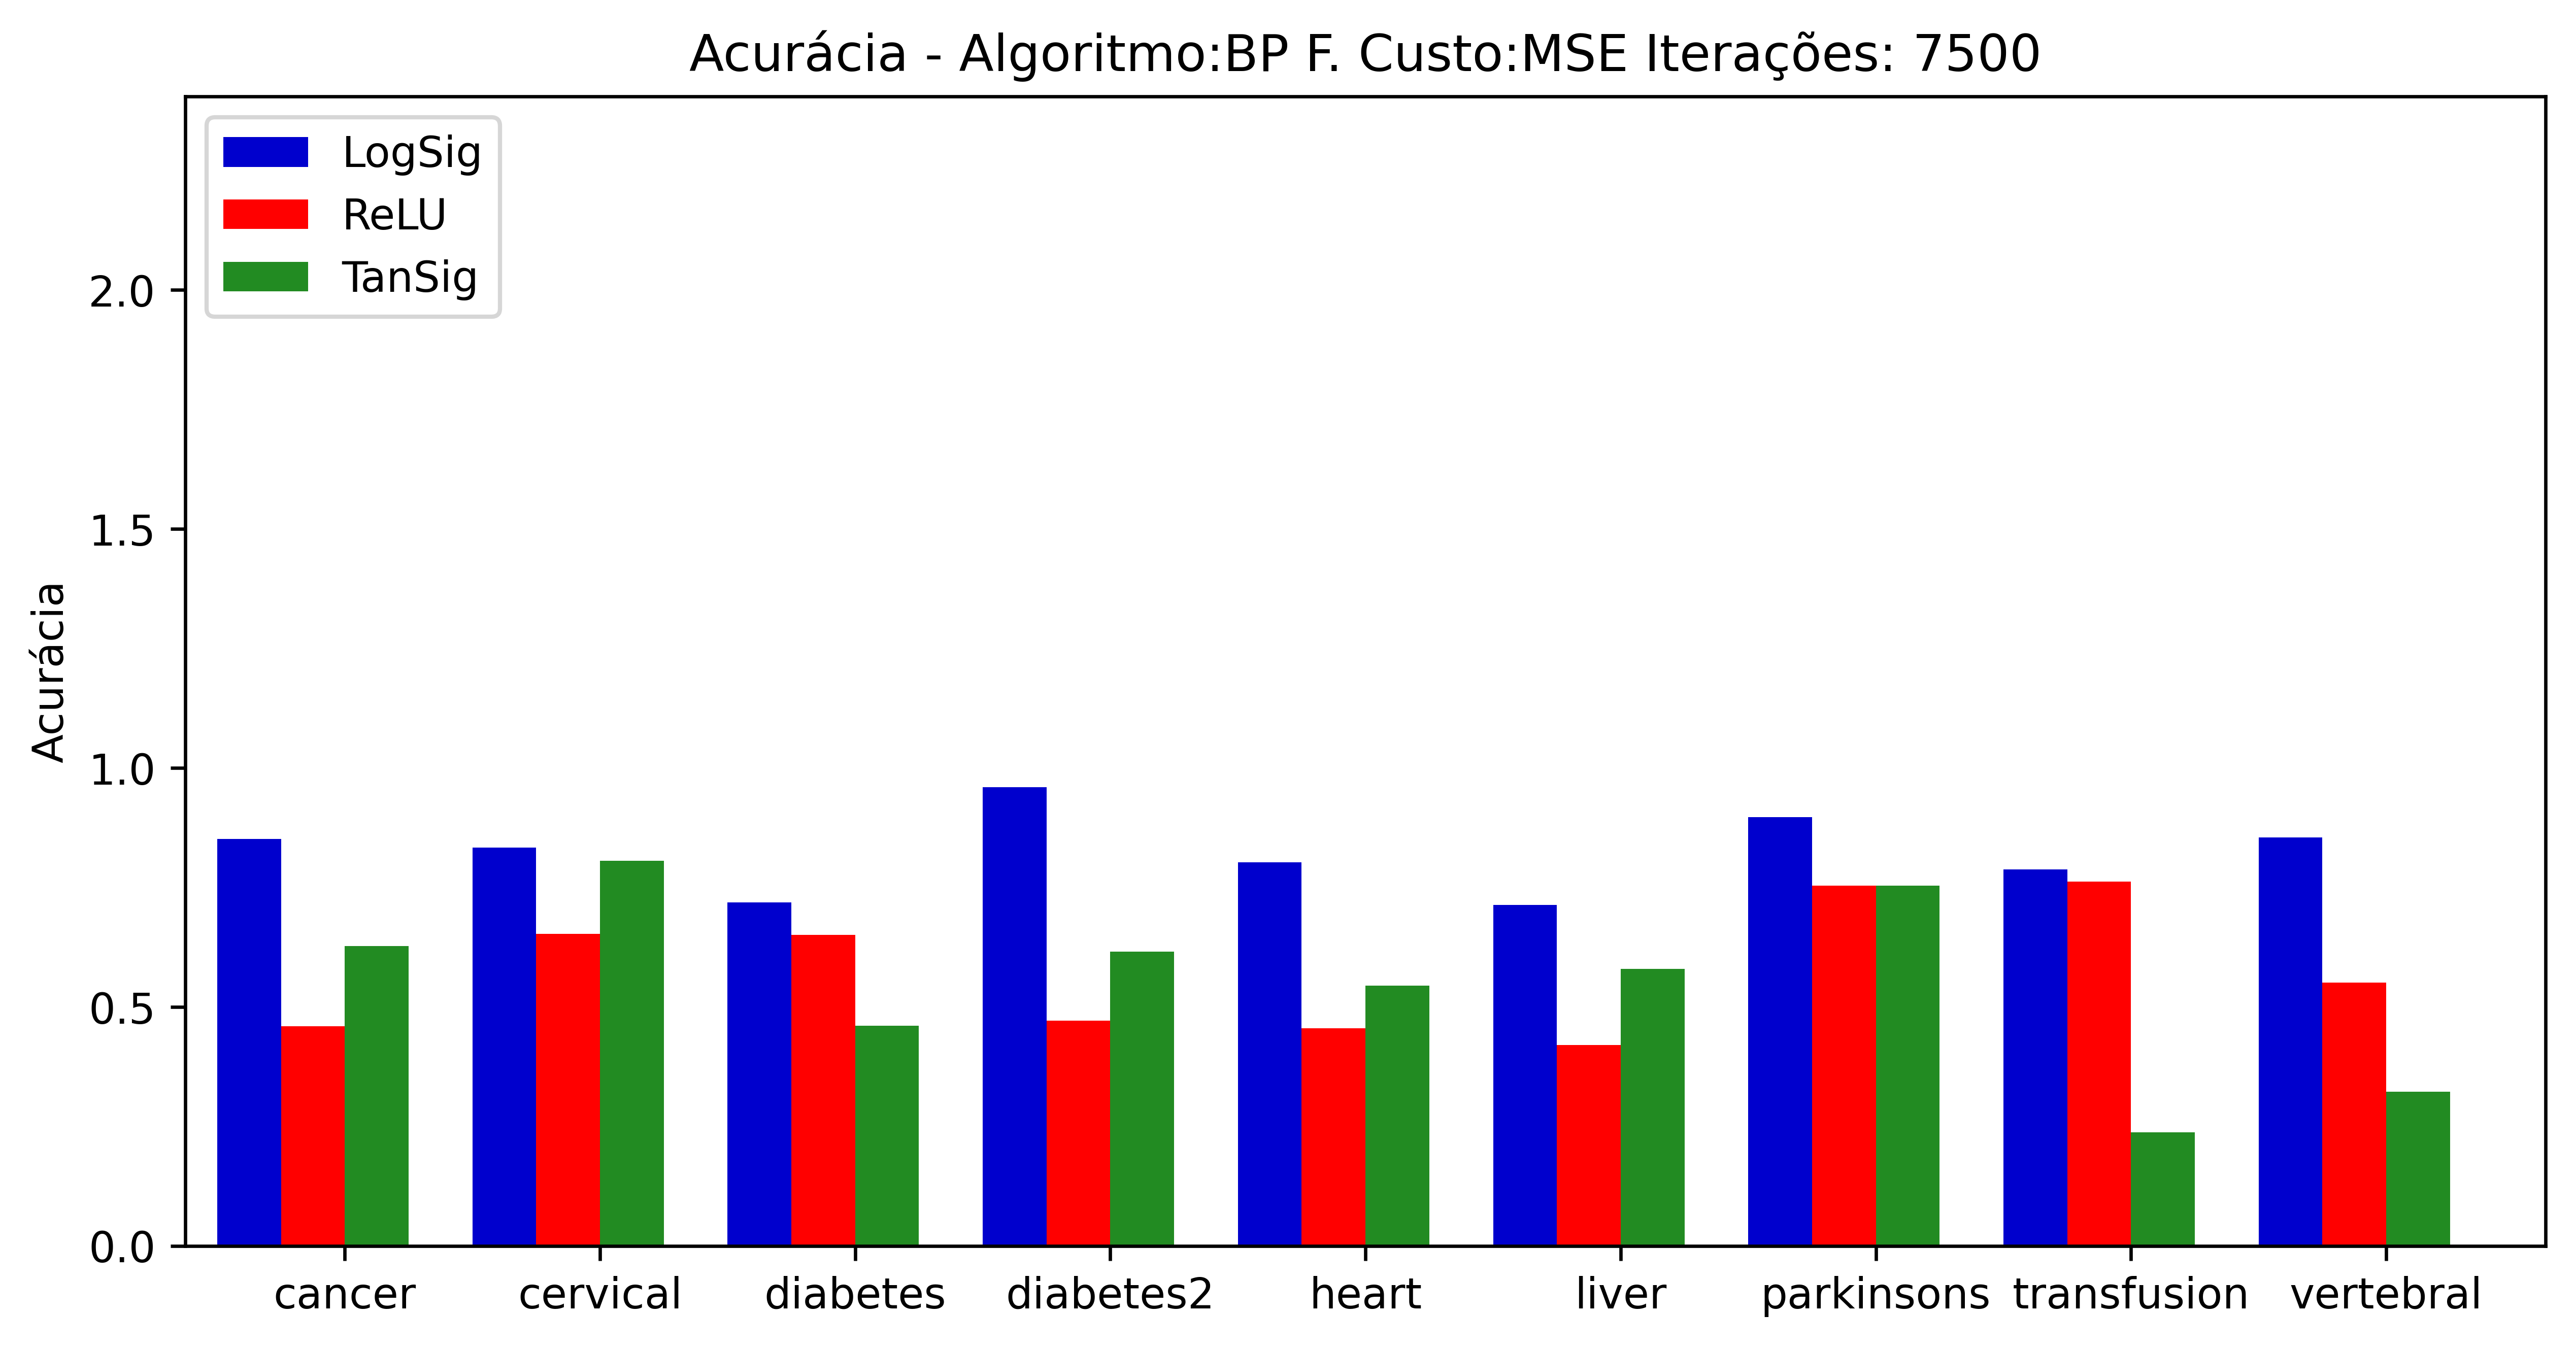 Acurácia - Algoritmo:BP F. Custo:MSE Iterações: 7500
LogSig
ReLU
TanSig
Acurácia
2.0
1.5
1.0
0.5
0.0
cancer cervical diabetes diabetes2 heart liver parkinsons transfusion vertebral